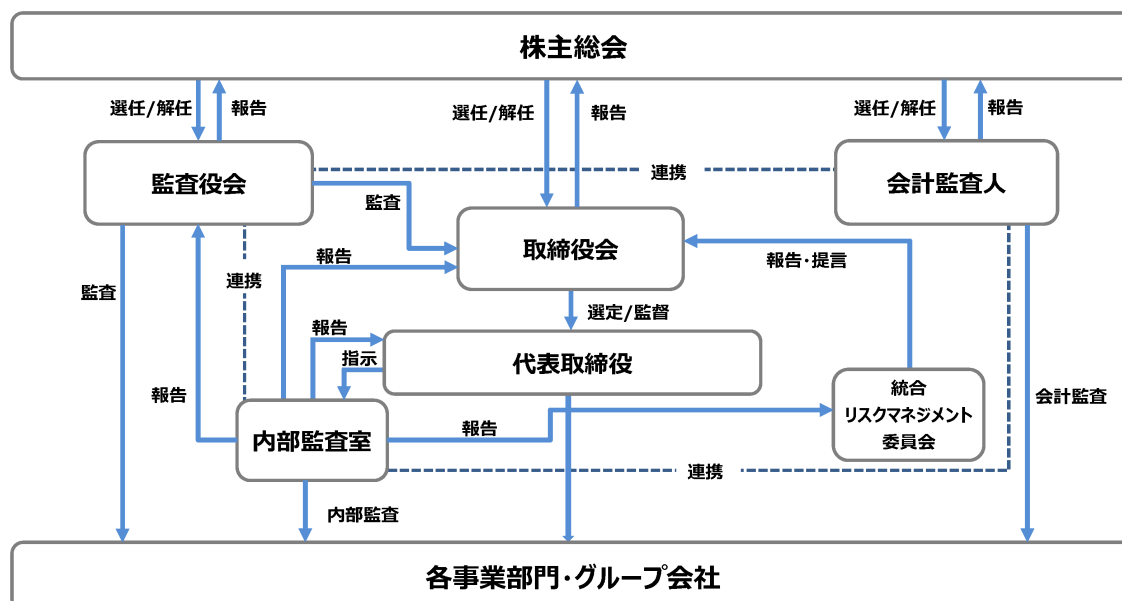 株主総会
選任/解任
報告
選任/解任
報告
選任/解任
報告
監査役会
連携
会計監査人
監査
取締役会
報告
報告・提言
連携
監査
選定/監督
報告
代表取締役
指示
統合
リスクマネジメント
委員会
報告
会計監査
報告
内部監査室
連携
内部監査
各事業部門・グループ会社